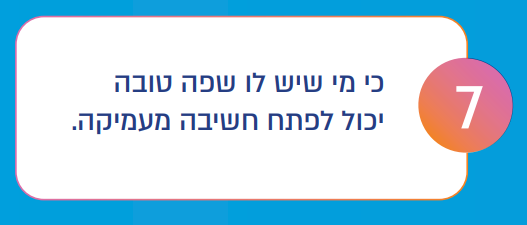 7
כי מי שיש לו שפה טובה
יכול לפתח חשיבה מעמיקה.